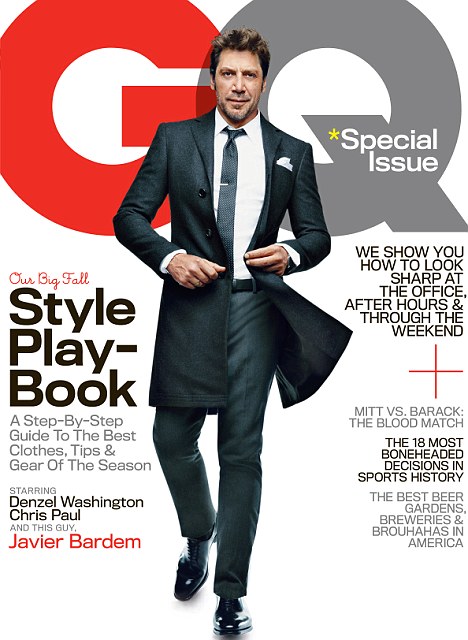 GQ
*Special
Issue
WE SHOW YOU
HOW TO LOOK
SHARP AT
THE OFFICE,
AFTER HOURS &
THROUGH THE
WEEKEND
+
MITT VS. BARACK:
THE BLOOD MATCH
THE 18 MOST
BONEHEADED
DECISIONS IN
SPORTS HISTORY
THE BEST BEER
GARDENS,
BREWERIES &
BROUHAHAS IN
AMERICA
Our Big Fall
Style
Play-
Book
A Step-By-Step
Guide To The Best
Clothes, Tips &
Gear Of The Season
STARRING
Denzel Washington
Chris Paul
AND THIS GUY,
Javier Bardem